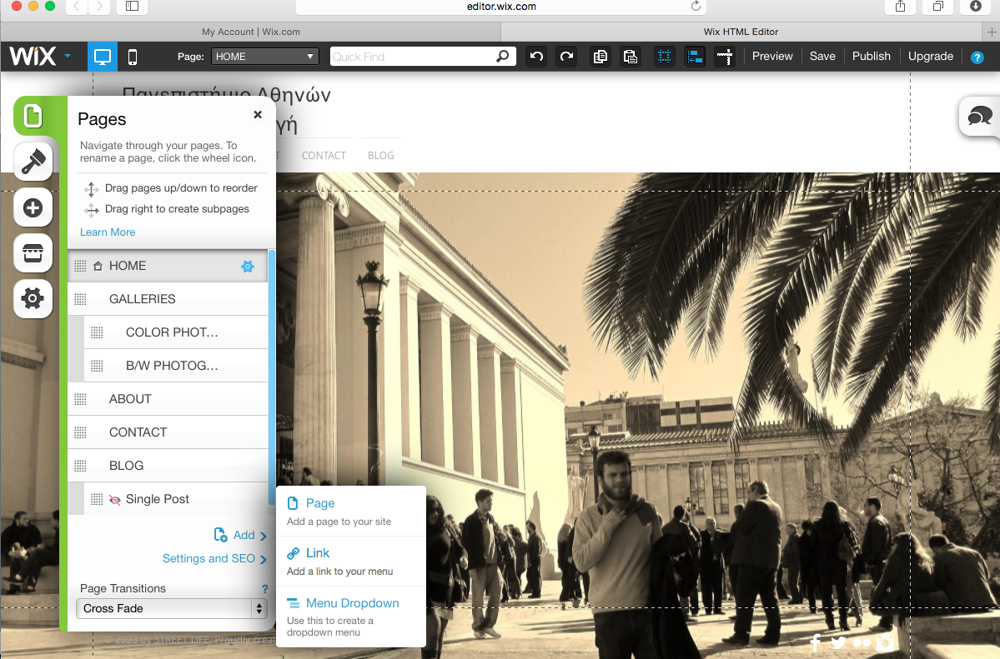 editor.wix.com
My Account | Wix.com
Wix HTML Editor
WiX
Page: HOME
Quick Find
Preview
Save
Publish
Upgrade
?
Πανεπιστήμιο Αθηνών
γή
T
CONTACT
BLOG
Pages
Navigate through your pages. To
rename a page, click the wheel icon.
Drag pages up/down to reorder
Drag right to create subpages
Learn More
HOME
GALLERIES
COLOR PHOT...
B/W PHOTOG...
ABOUT
CONTACT
BLOG
Single Post
Add
Settings and SEO
Page Transitions ?
Cross Fade
Page
Add a page to your site
Link
Add a link to your menu
Menu Dropdown
Use this to create a
dropdown menu
© 2023 by STREET LIFE. Proudly crea